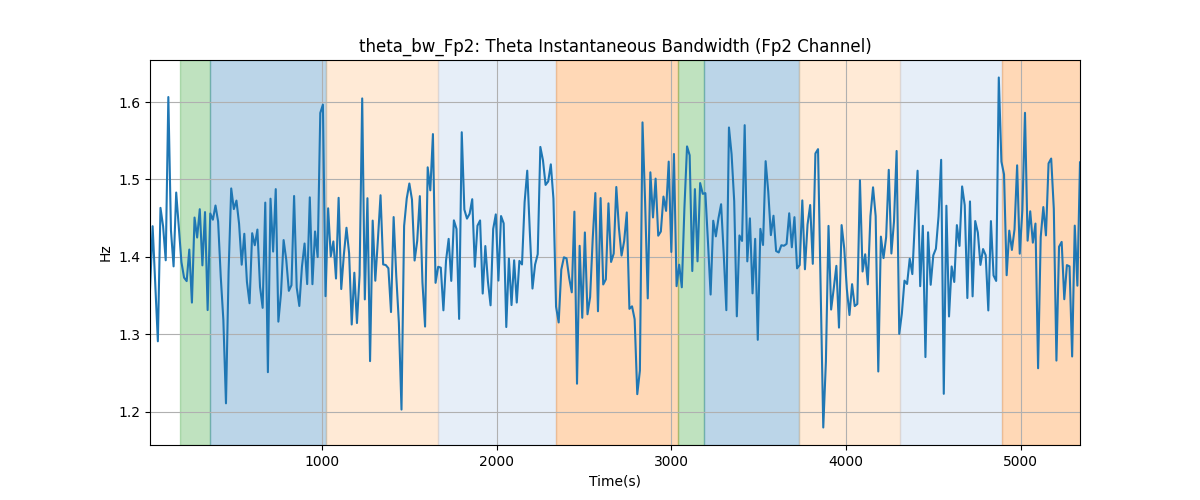 theta_bw_Fp2: Theta Instantaneous Bandwidth (Fp2 Channel)
Hz
1.6
1.5
1.4
1.3
1.2
1000 2000 3000 4000 5000
Time(s)